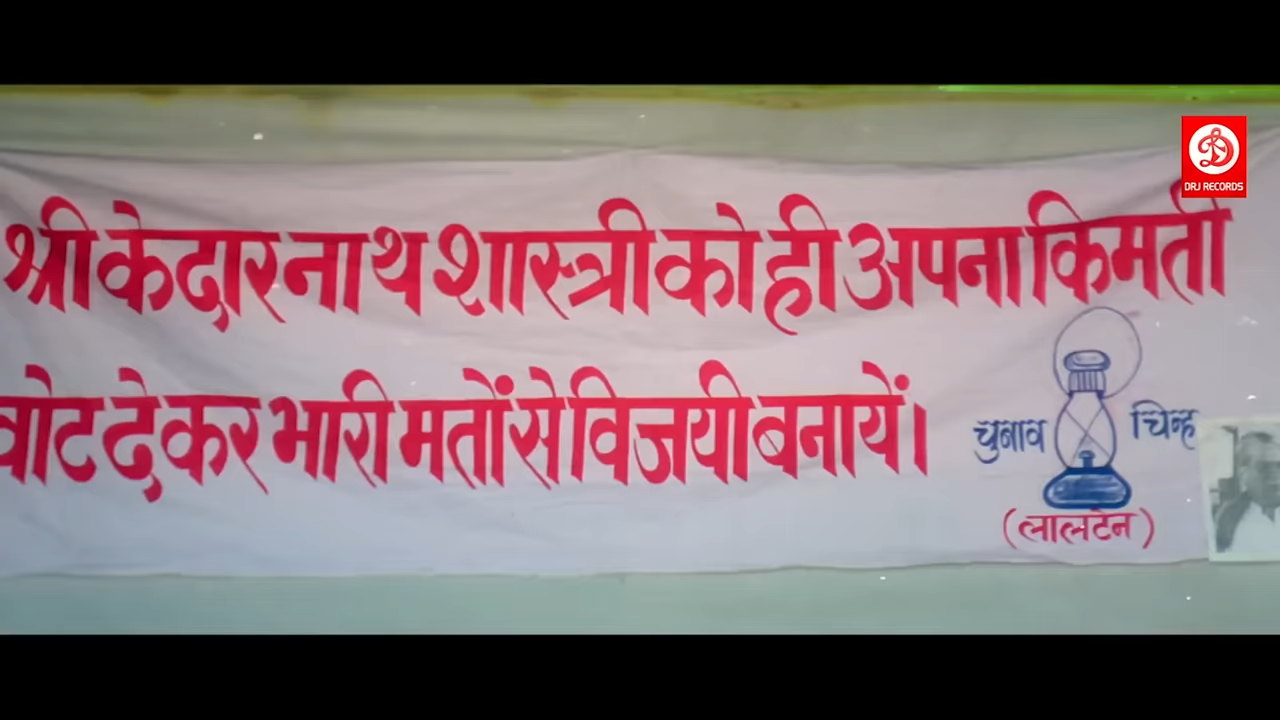 DRJ RECORDS
श्री केदारनाथ शास्त्री को ही अपना किमती
वोट देकर भारी मतों से विजयी बनायें।
चुनाव चिन्ह
(लालटेन)